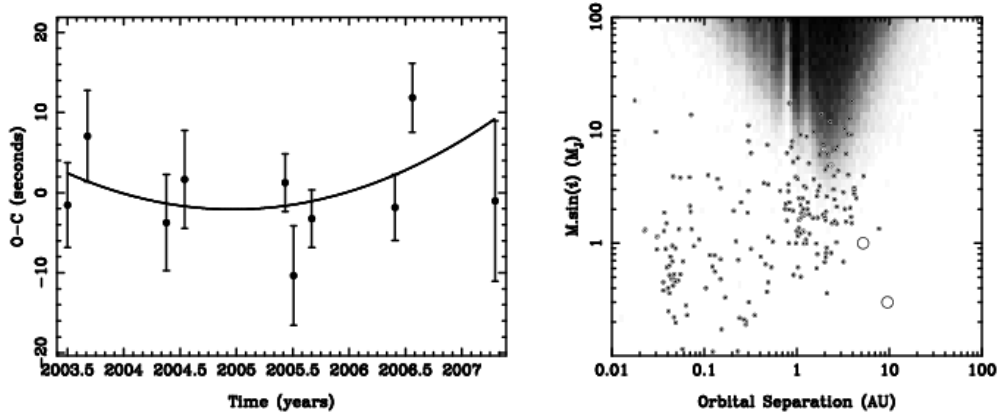 O−C (seconds)
20
10
0
−10
−20
2003.5 2004 2004.5 2005 2005.5 2006 2006.5 2007
Time (years)
M.sin(i) (M_J)
100
10
1
0.01 0.1 1 10 100
Orbital Separation (AU)